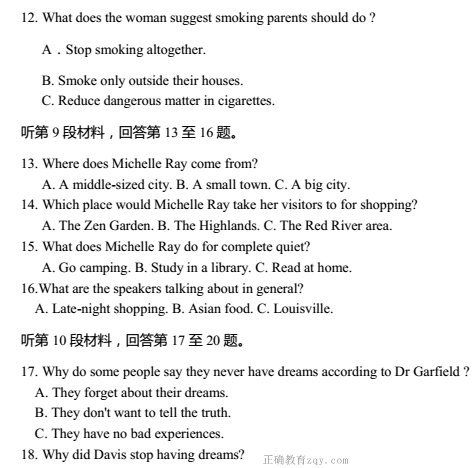 12. What does the woman suggest smoking parents should do ?
A．Stop smoking altogether.
B. Smoke only outside their houses.
C. Reduce dangerous matter in cigarettes.
听第 9 段材料，回答第 13 至 16 题。
13. Where does Michelle Ray come from?
A. A middle-sized city. B. A small town. C. A big city.
14. Which place would Michelle Ray take her visitors to for shopping?
A. The Zen Garden. B. The Highlands. C. The Red River area.
15. What does Michelle Ray do for complete quiet?
A. Go camping. B. Study in a library. C. Read at home.
16.What are the speakers talking about in general?
A. Late-night shopping. B. Asian food. C. Louisville.
听第 10 段材料，回答第 17 至 20 题。
17. Why do some people say they never have dreams according to Dr Garfield ?
A. They forget about their dreams.
B. They don't want to tell the truth.
C. They have no bad experiences.
18. Why did Davis stop having dreams?
正确教育zqy.com